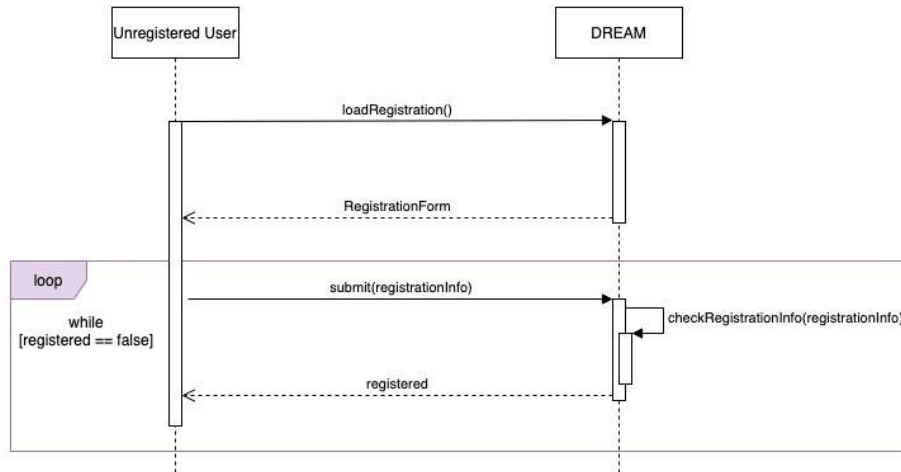 Unregistered User
DREAM
loadRegistration()
RegistrationForm
loop
while
[registered == false]
submit(registrationInfo)
checkRegistrationInfo(registrationInfo)
registered